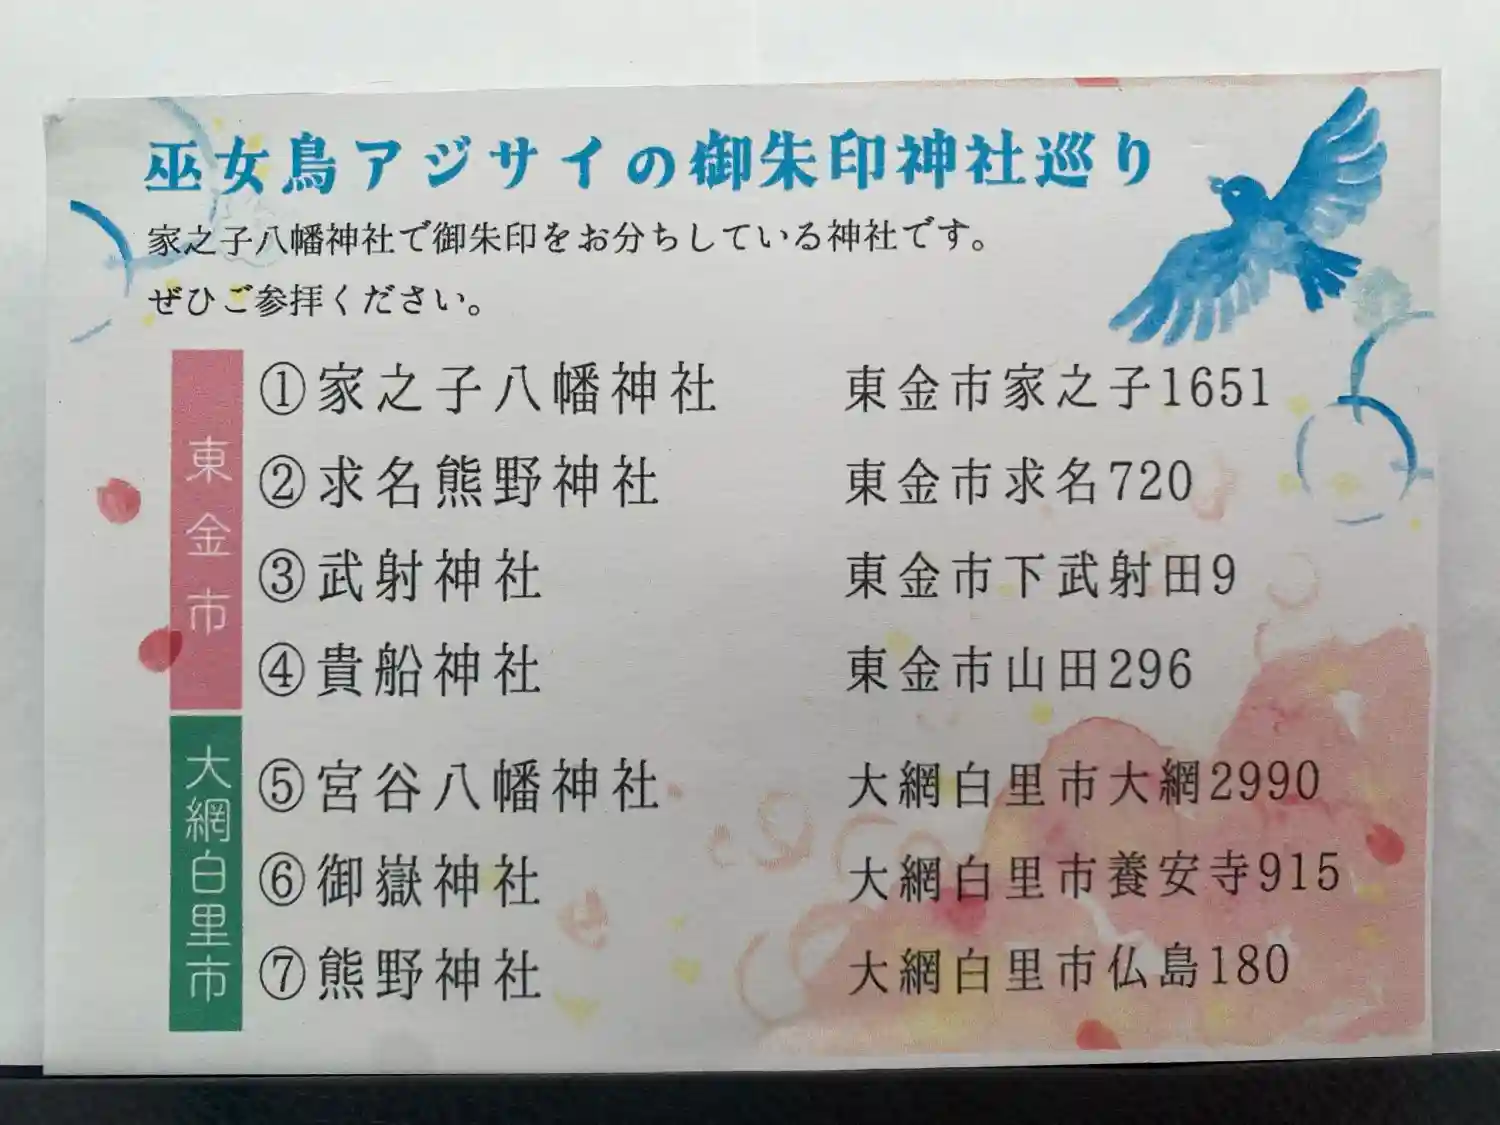 巫女鳥アジサイの御朱印神社巡り
家之子八幡神社で御朱印をお分ちしている神社です。
ぜひご参拝ください。
東金市
①家之子八幡神社 東金市家之子1651
②求名熊野神社 東金市求名720
③武射神社 東金市下武射田9
④貴船神社 東金市山田296
大網白里市
⑤宮谷八幡神社 大網白里市大網2990
⑥御嶽神社 大網白里市養安寺915
⑦熊野神社 大網白里市仏島180